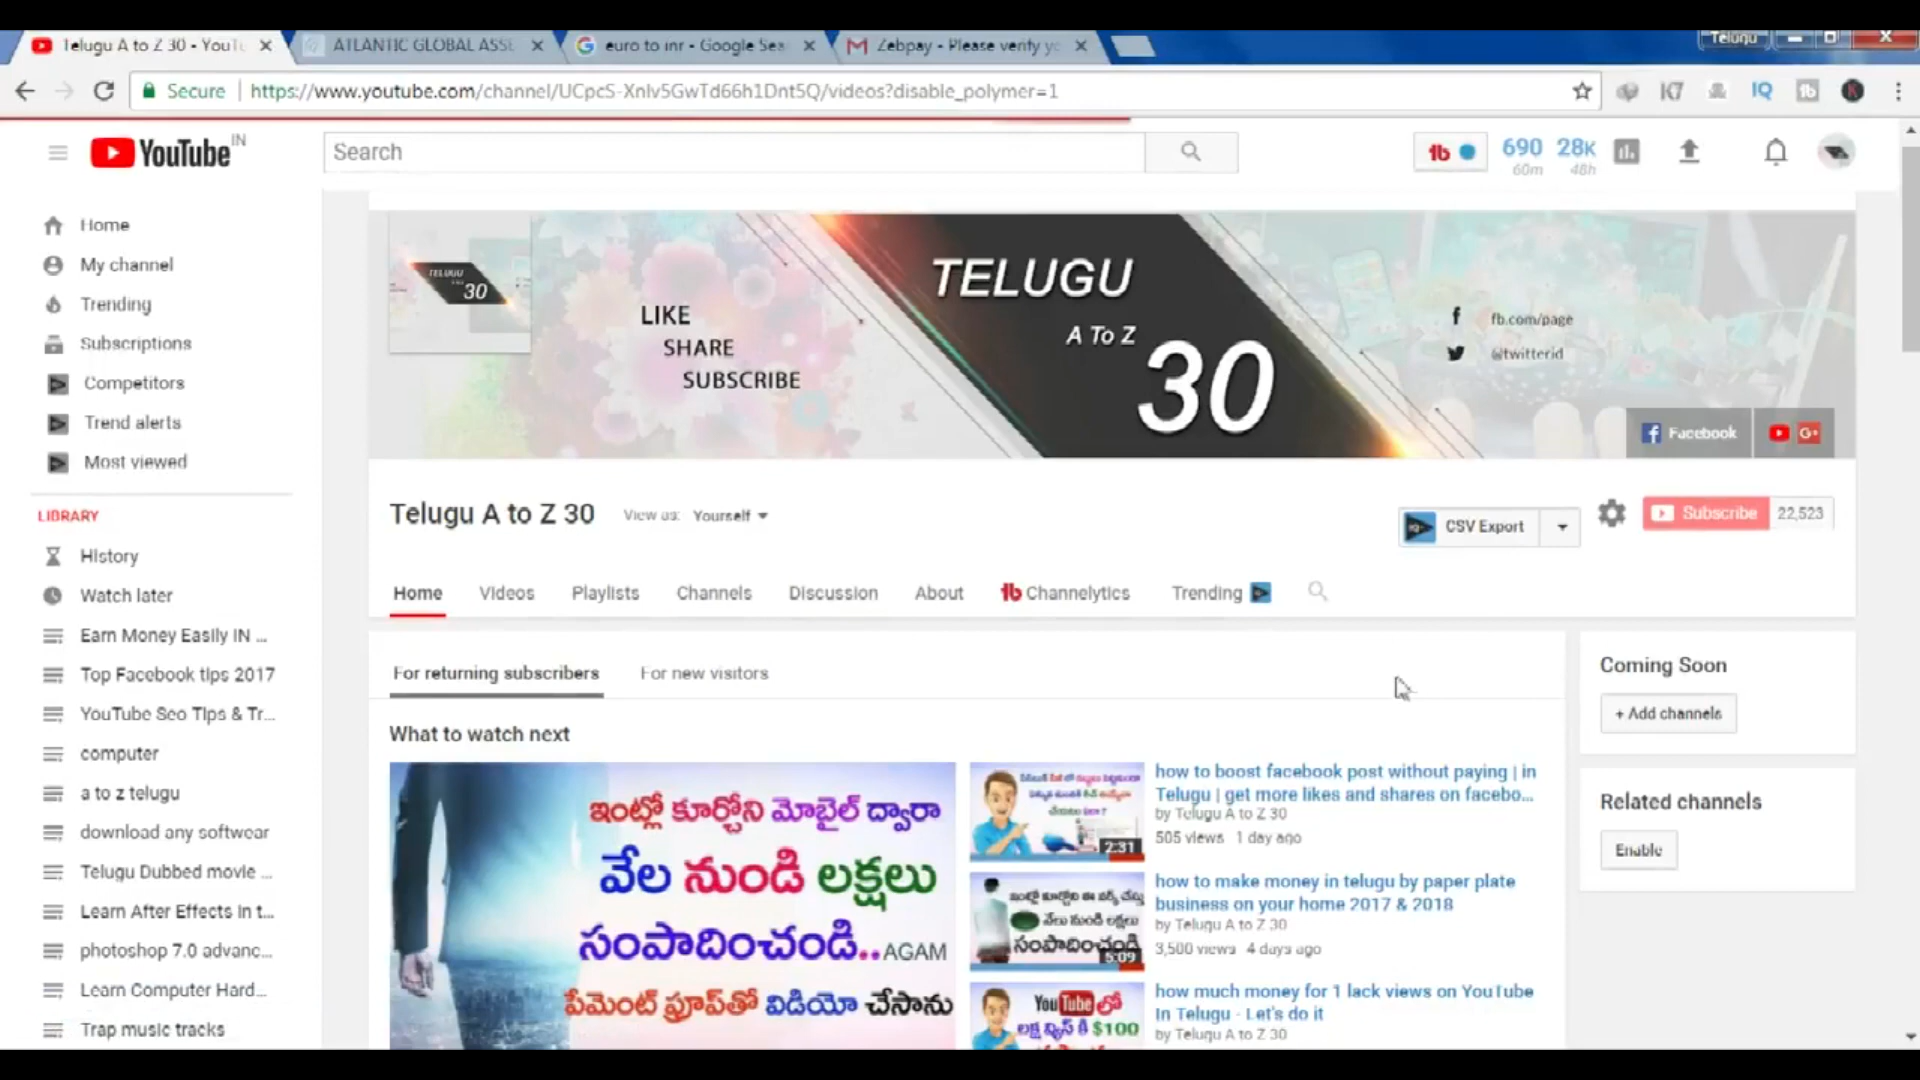 Telugu A to Z 30 - YouTu
ATLANTIC GLOBAL ASSE
euro to inr - Google Sea
Zebpay - Please verify yo
Telugu
Secure
https://www.youtube.com/channel/UCpcS-Xnlv5GwTd66h1Dnt5Q/videos?disable_polymer=1
YouTube IN
Search
690
60m
28K
48h
Home
My channel
Trending
Subscriptions
Competitors
Trend alerts
Most viewed
LIBRARY
History
Watch later
Earn Money Easily IN ...
Top Facebook tips 2017
YouTube Seo Tips & Tr...
computer
a to z telugu
download any softwear
Telugu Dubbed movie ...
Learn After Effects in t...
photoshop 7.0 advanc...
Learn Computer Hard...
Trap music tracks
TELUGU
30
LIKE
SHARE
SUBSCRIBE
TELUGU
A To Z
30
fb.com/page
@twitterid
Facebook
G+
Telugu A to Z 30
View as: Yourself
CSV Export
Subscribe 22,523
Home
Videos
Playlists
Channels
Discussion
About
Channelytics
Trending
For returning subscribers
For new visitors
What to watch next
ఇంట్లో కూర్చోని మోబైల్ ద్వారా
వేల నుండి లక్షలు
సంపాదించండి..AGAM
పేమెంట్ ప్రూఫ్‌తో విడియో చేసాను
2:31
how to boost facebook post without paying | in
Telugu | get more likes and shares on facebo...
by Telugu A to Z 30
505 views 1 day ago
సంపాదించండి
5:09
how to make money in telugu by paper plate
business on your home 2017 & 2018
by Telugu A to Z 30
3,500 views 4 days ago
YouTube లో
$100
how much money for 1 lack views on YouTube
In Telugu - Let's do it
by Telugu A to Z 30
Coming Soon
+ Add channels
Related channels
Enable